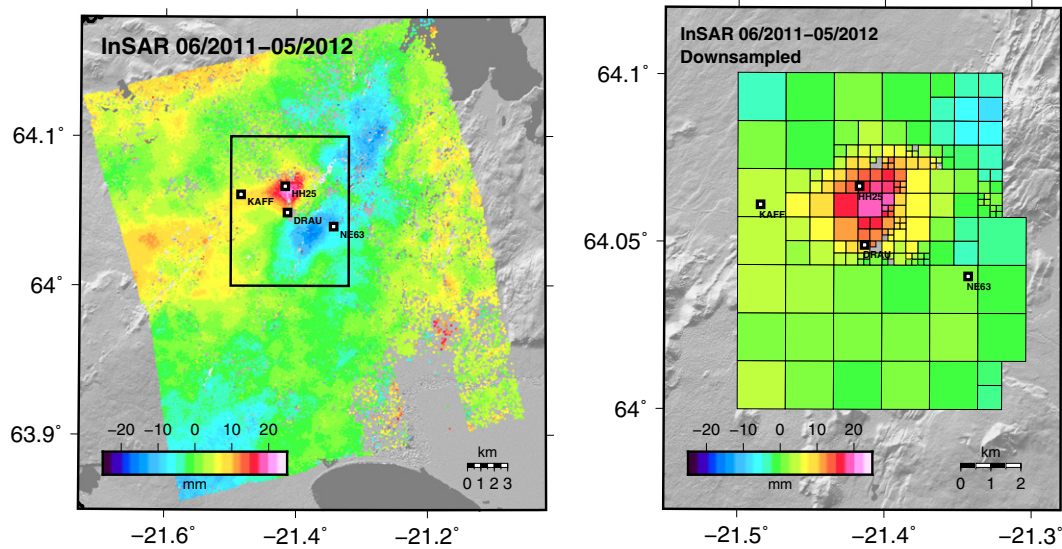 InSAR 06/2011−05/2012
64.1˚
64˚
63.9˚
KAFF
HH25
DRAU
NE63
−20 −10 0 10 20
mm
km
0 1 2 3
−21.6˚ −21.4˚ −21.2˚
InSAR 06/2011−05/2012
Downsampled
64.1˚
64.05˚
64˚
HH25
KAFF
DRAU
NE63
−20 −10 0 10 20
mm
km
0 1 2
−21.5˚ −21.4˚ −21.3˚